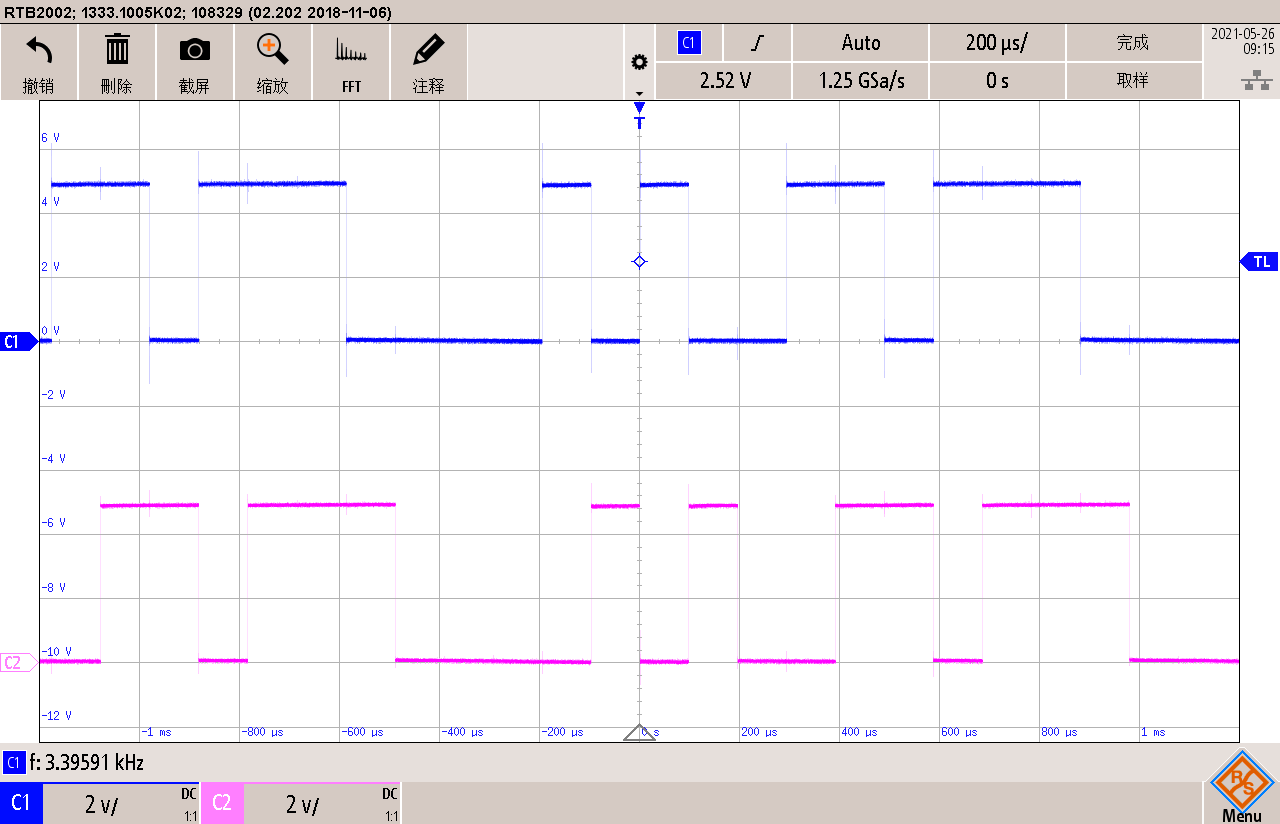 RTB2002; 1333.1005K02; 108329 (02.202 2018-11-06)
撤销 刪除 截屏 缩放 FFT 注释
C1 Auto 200 µs/ 完成
2.52 V 1.25 GSa/s 0 s 取样
2021-05-26
09:15
T
6 V
4 V
2 V
TL
0 V
C1
-2 V
-4 V
-6 V
-8 V
-10 V
C2
-12 V
-1 ms -800 µs -600 µs -400 µs -200 µs 0 s 200 µs 400 µs 600 µs 800 µs 1 ms
C1 f: 3.39591 kHz
C1 2 V/ DC 1:1 C2 2 V/ DC 1:1
R S
Menu